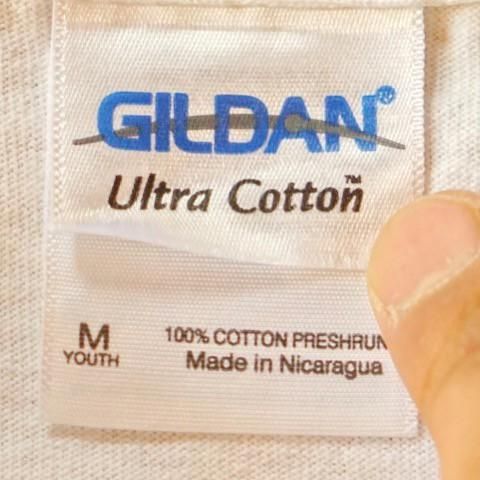 GILDAN®
Ultra Cotton™
M
YOUTH
100% COTTON PRESHRUN
Made in Nicaragua